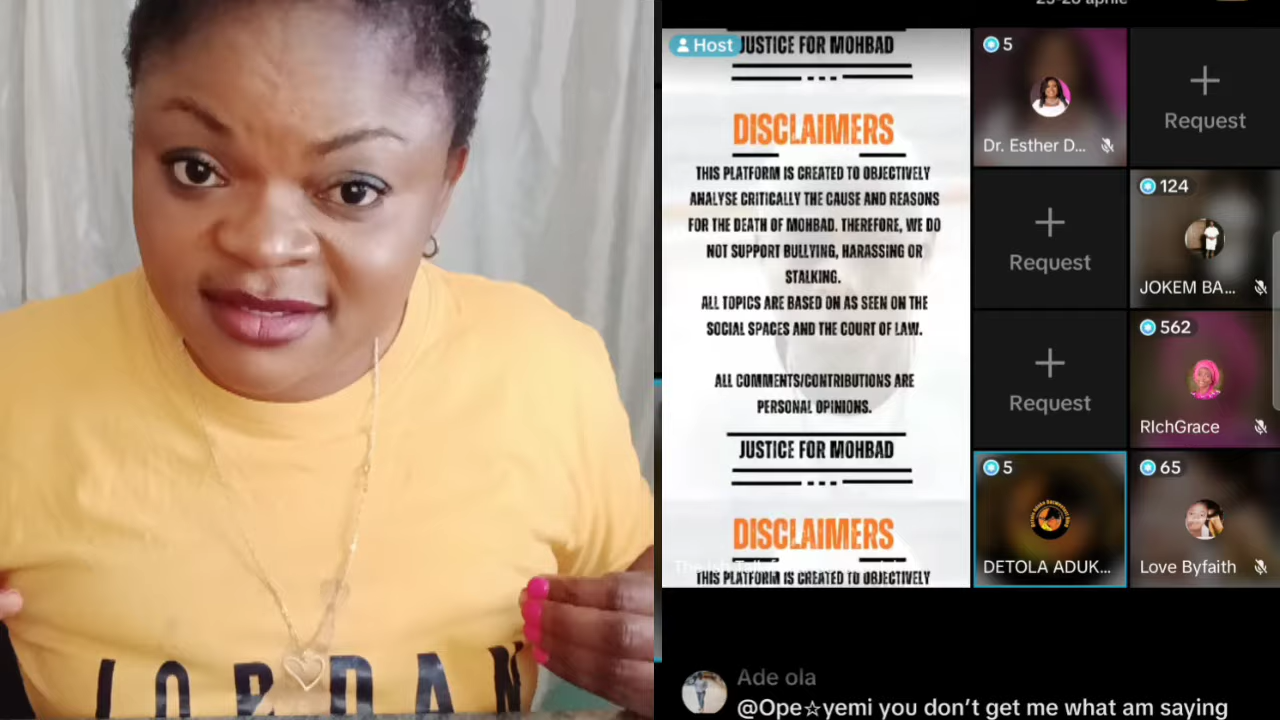 JORDAN
23-28 aprile
Host
JUSTICE FOR MOHBAD
DISCLAIMERS
THIS PLATFORM IS CREATED TO OBJECTIVELY
ANALYSE CRITICALLY THE CAUSE AND REASONS
FOR THE DEATH OF MOHBAD. THEREFORE, WE DO
NOT SUPPORT BULLYING, HARASSING OR
STALKING.
ALL TOPICS ARE BASED ON AS SEEN ON THE
SOCIAL SPACES AND THE COURT OF LAW.
ALL COMMENTS/CONTRIBUTIONS ARE
PERSONAL OPINIONS.
JUSTICE FOR MOHBAD
DISCLAIMERS
THIS PLATFORM IS CREATED TO OBJECTIVELY
5
Dr. Esther D...
Request
Request
124
JOKEM BA...
Request
562
RIchGrace
5
DETOLA ADUK...
65
Love Byfaith
Ade ola
@Ope☆yemi you don't get me what am saying